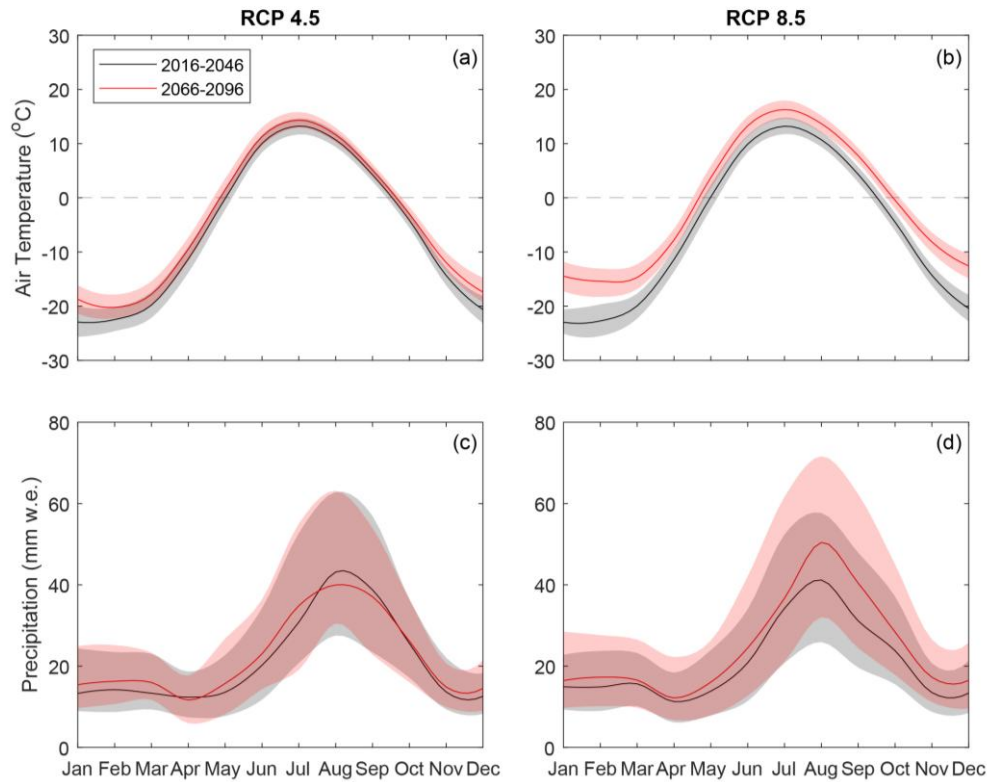 RCP 4.5
RCP 8.5
30
20
10
0
-10
-20
-30
Air Temperature (°C)
2016-2046
2066-2096
(a)
30
20
10
0
-10
-20
-30
(b)
80
60
40
20
0
Precipitation (mm w.e.)
(c)
Jan Feb Mar Apr May Jun Jul Aug Sep Oct Nov Dec
80
60
40
20
0
(d)
Jan Feb Mar Apr May Jun Jul Aug Sep Oct Nov Dec